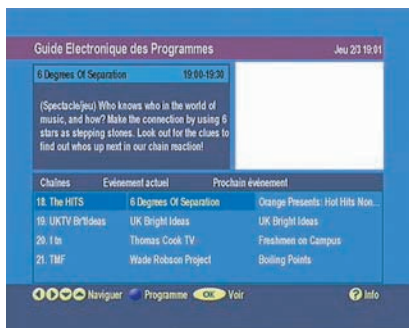 Guide Electronique des Programmes Jeu 2/3 19:01
6 Degrees Of Separation 19:00-19:30
(Spectacle/jeu) Who knows who in the world of
music, and how? Make the connection by using 6
stars as stepping stones. Look out for the clues to
find out whos up next in our chain reaction!
Chaînes Evénement actuel Prochain événement
18. The HITS 6 Degrees Of Separation Orange Presents: Hot Hits Non...
19. UKTV Br'tIdeas UK Bright Ideas UK Bright Ideas
20. f tn Thomas Cook TV Freshmen on Campus
21. TMF Wade Robson Project Boiling Points
Naviguer Programme OK Voir ? Info